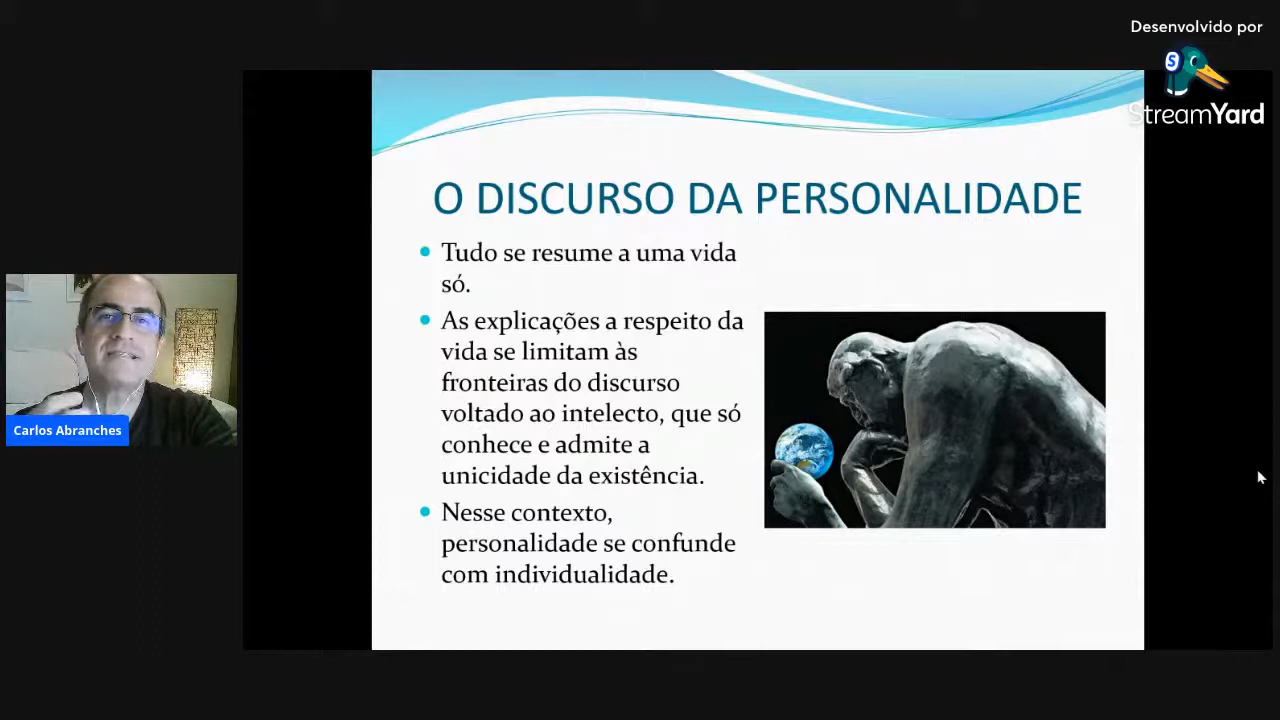 Desenvolvido por
StreamYard
O DISCURSO DA PERSONALIDADE
Tudo se resume a uma vida
só.
As explicações a respeito da
vida se limitam às
fronteiras do discurso
voltado ao intelecto, que só
conhece e admite a
unicidade da existência.
Nesse contexto,
personalidade se confunde
com individualidade.
Carlos Abranches